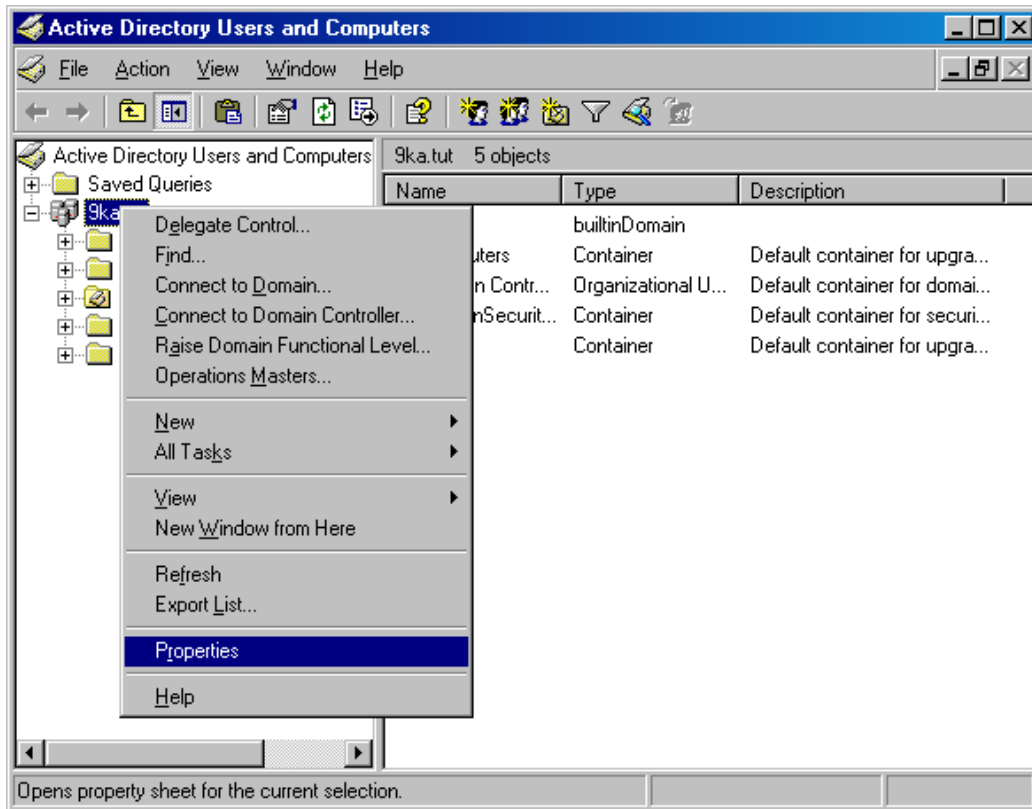 Active Directory Users and Computers
File Action View Window Help
Active Directory Users and Computers
Saved Queries
9ka
9ka.tut 5 objects
Name Type Description
builtinDomain
uters Container Default container for upgra...
n Contr... Organizational U... Default container for domai...
nSecurit... Container Default container for securi...
Container Default container for upgra...
Delegate Control...
Find...
Connect to Domain...
Connect to Domain Controller...
Raise Domain Functional Level...
Operations Masters...
New
All Tasks
View
New Window from Here
Refresh
Export List...
Properties
Help
Opens property sheet for the current selection.